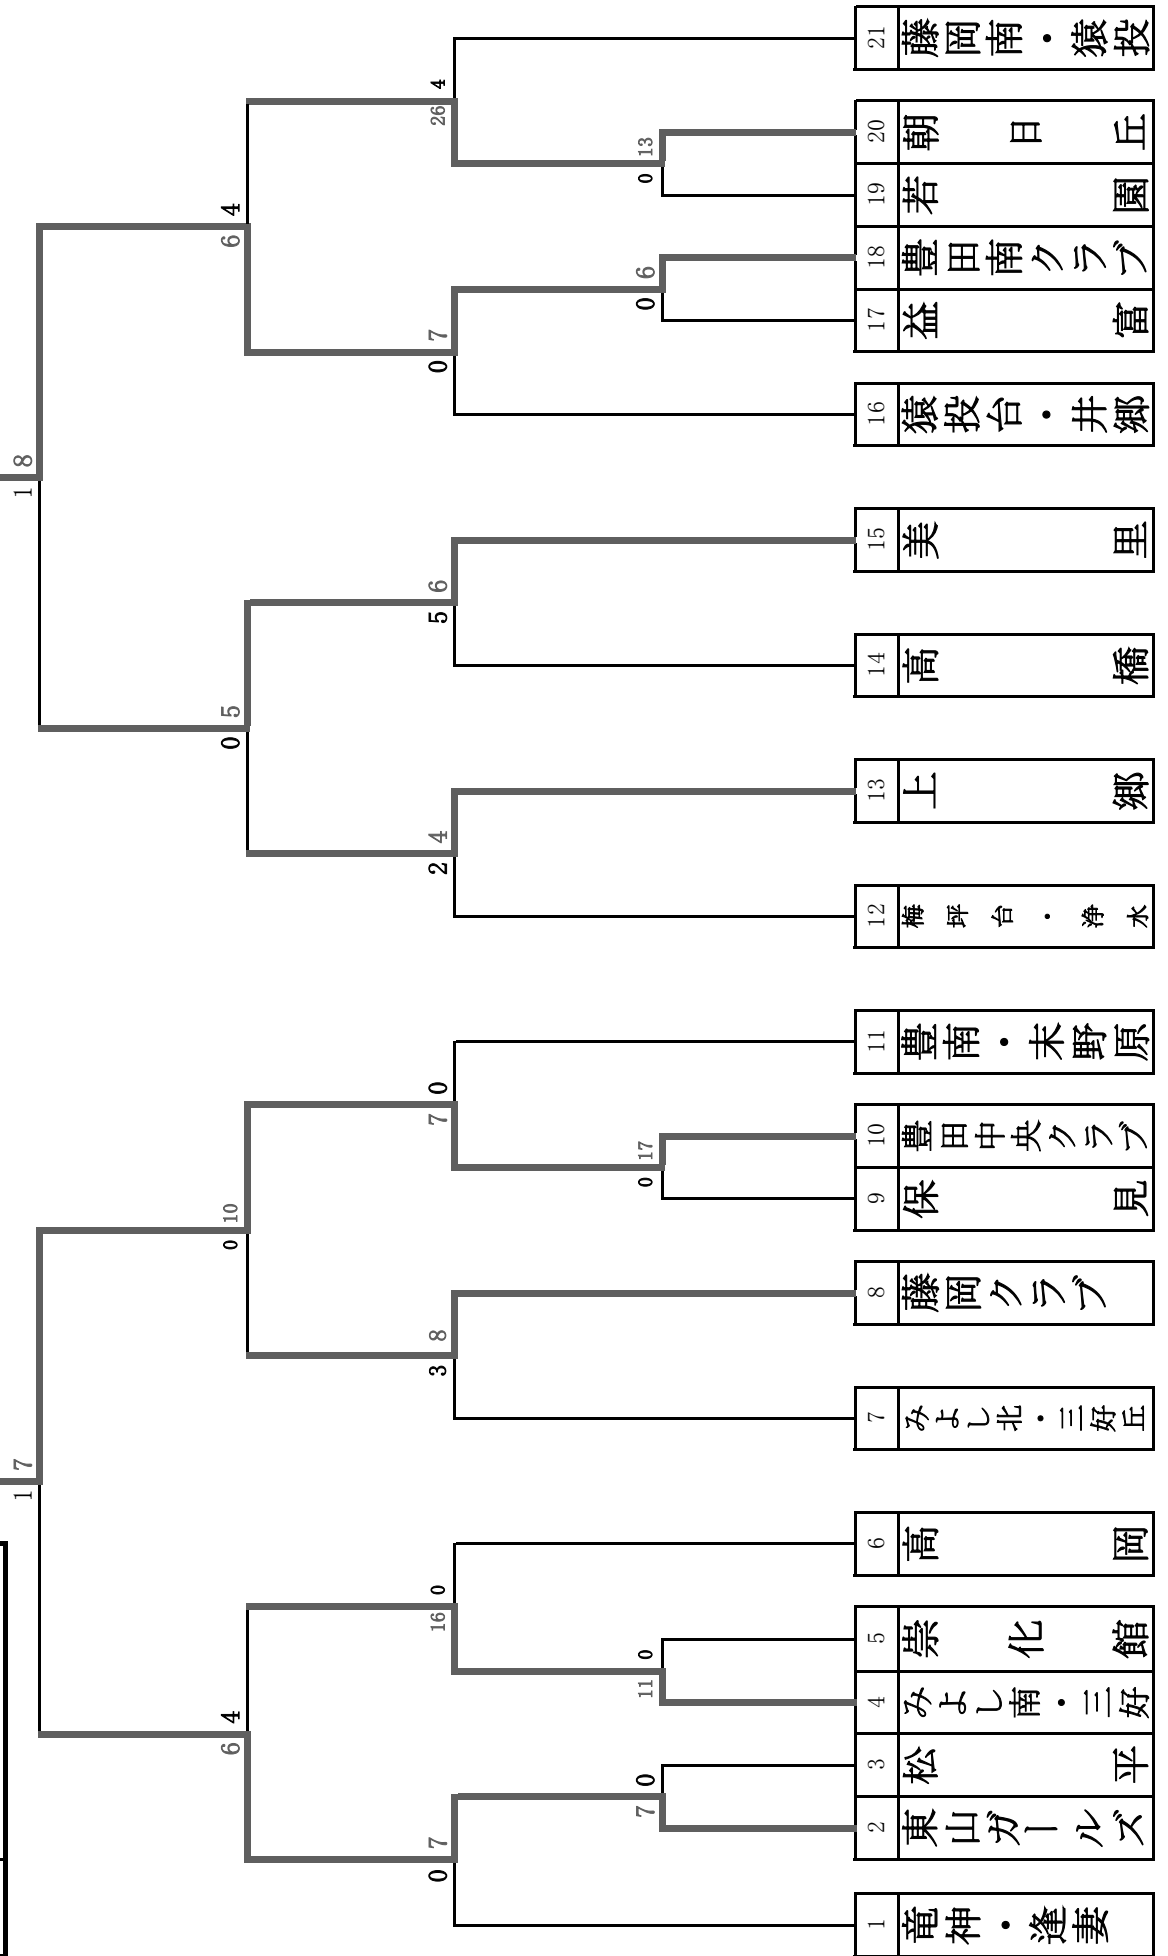 1 7 1 8
6 4 0 10 0 5 6 4
0 7 16 0 3 8 7 0 2 4 5 6 0 7 26 4
7 0 11 0 0 17 0 6 0 13
1 竜神・逢妻
2 東山ガールズ
3 松平
4 みよし南・三好
5 崇化館
6 高岡
7 みよし北・三好丘
8 藤岡クラブ
9 保見
10 豊田中央クラブ
11 豊南・末野原
12 梅坪台・浄水
13 上郷
14 高橋
15 美里
16 猿投台・井郷
17 益富
18 豊田南クラブ
19 若園
20 朝日丘
21 藤岡南・猿投